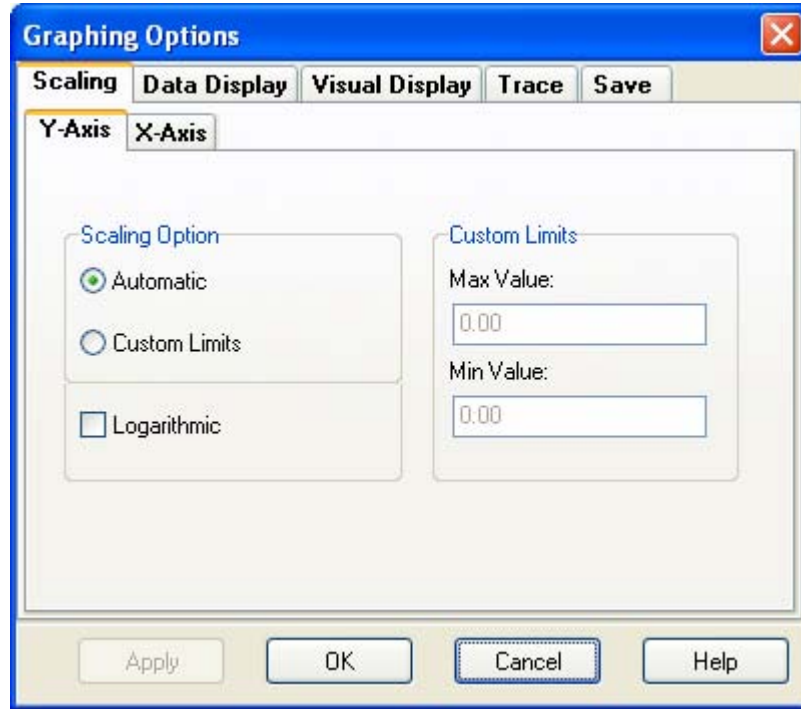 Graphing Options
Scaling Data Display Visual Display Trace Save
Y-Axis X-Axis
Scaling Option
Automatic
Custom Limits
Logarithmic
Custom Limits
Max Value:
0.00
Min Value:
0.00
Apply OK Cancel Help